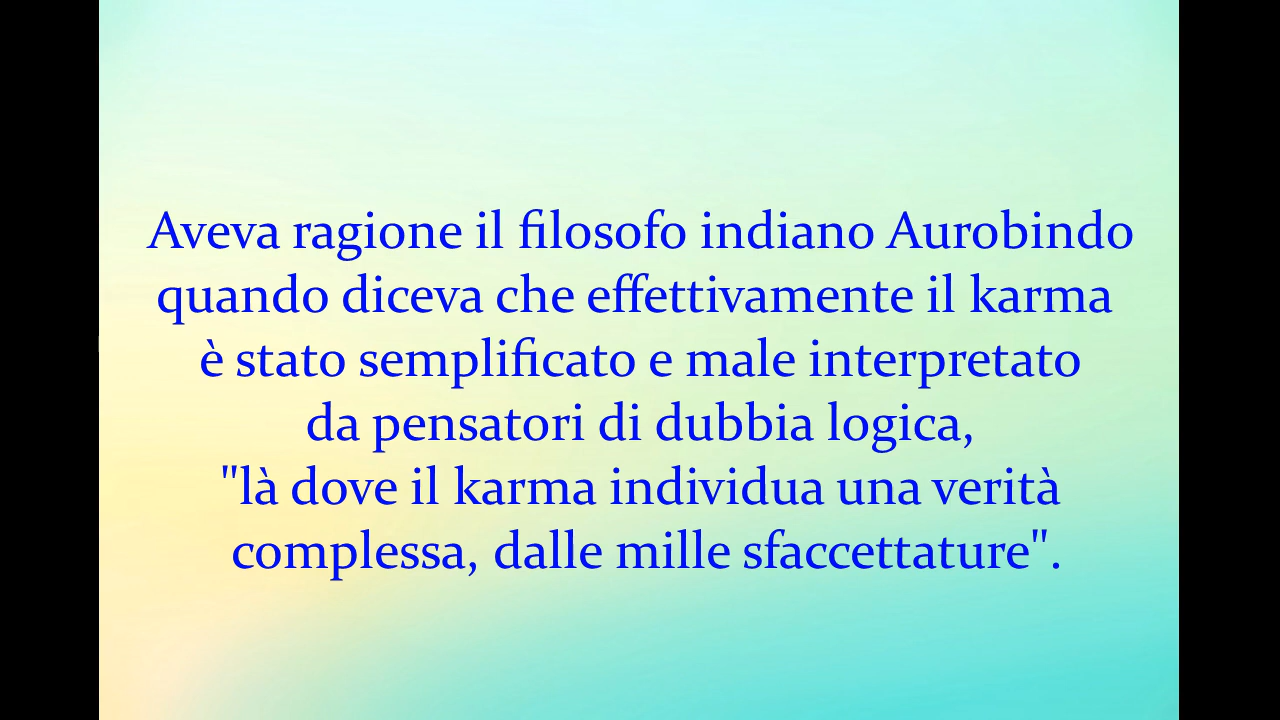 Aveva ragione il filosofo indiano Aurobindo
quando diceva che effettivamente il karma
è stato semplificato e male interpretato
da pensatori di dubbia logica,
"là dove il karma individua una verità
complessa, dalle mille sfaccettature".